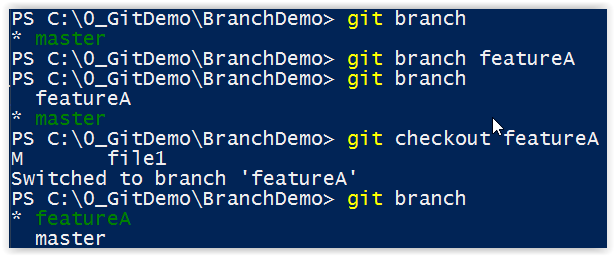 PS C:\0_GitDemo\BranchDemo> git branch
* master
PS C:\0_GitDemo\BranchDemo> git branch featureA
PS C:\0_GitDemo\BranchDemo> git branch
  featureA
* master
PS C:\0_GitDemo\BranchDemo> git checkout featureA
M       file1
Switched to branch 'featureA'
PS C:\0_GitDemo\BranchDemo> git branch
* featureA
  master